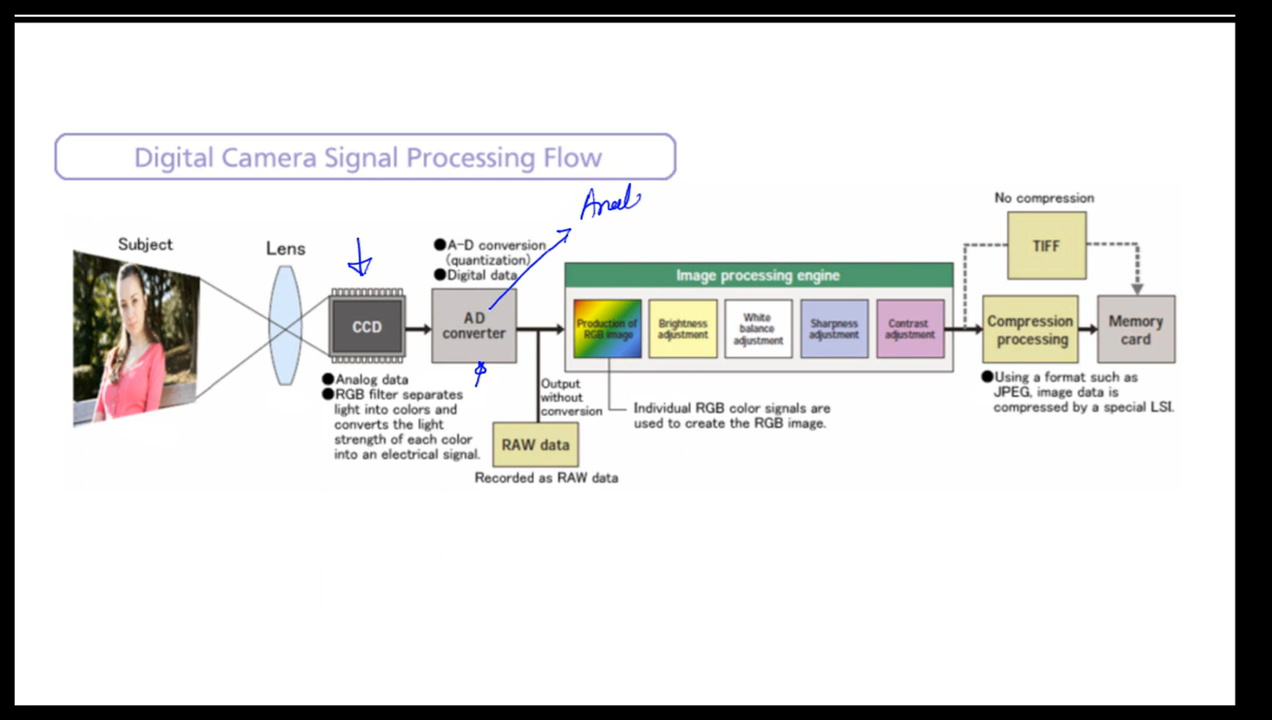 Digital Camera Signal Processing Flow
Subject
Lens
CCD
●Analog data
●RGB filter separates
light into colors and
converts the light
strength of each color
into an electrical signal.
●A-D conversion
(quantization)
●Digital data
AD
converter
Output
without
conversion
RAW data
Recorded as RAW data
Image processing engine
Production of
RGB image
Brightness
adjustment
White
balance
adjustment
Sharpness
adjustment
Contrast
adjustment
Individual RGB color signals are
used to create the RGB image.
No compression
TIFF
Compression
processing
Memory
card
●Using a format such as
JPEG, image data is
compressed by a special LSI.